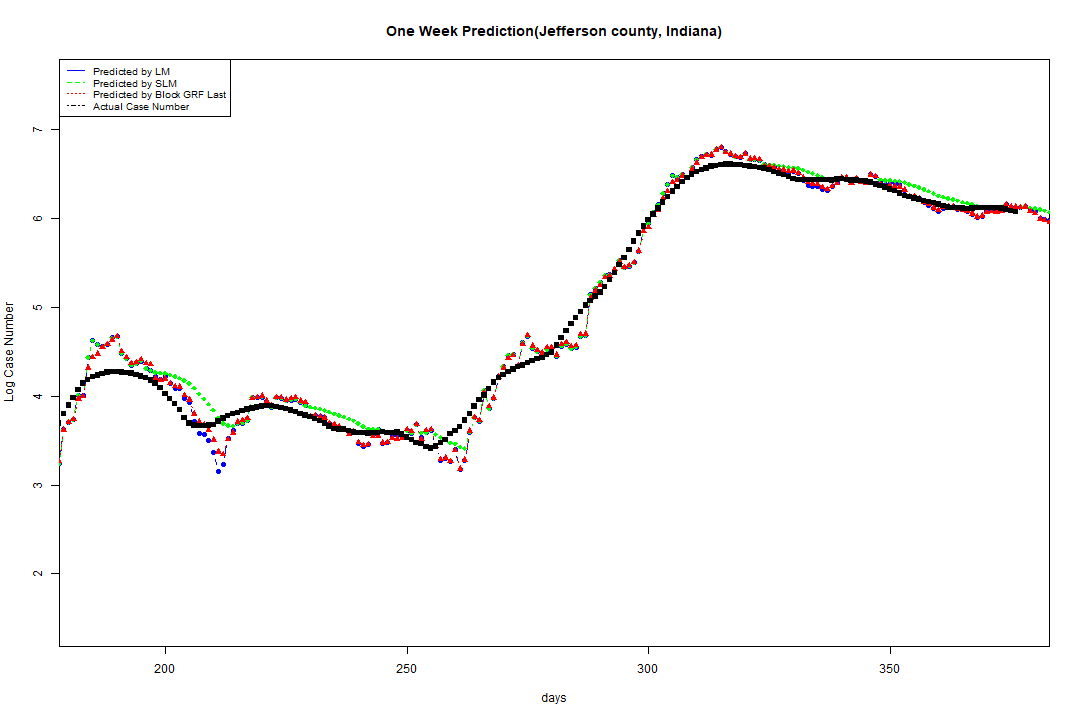 One Week Prediction(Jefferson county, Indiana)
Predicted by LM
Predicted by SLM
Predicted by Block GRF Last
Actual Case Number
7
6
5
4
3
2
Log Case Number
200 250 300 350
days